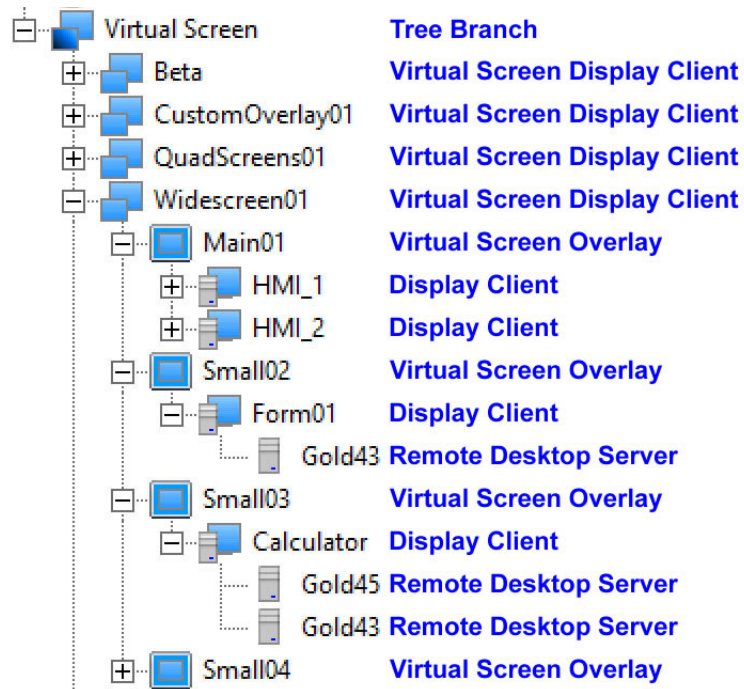 Virtual Screen Tree Branch
Beta Virtual Screen Display Client
CustomOverlay01 Virtual Screen Display Client
QuadScreens01 Virtual Screen Display Client
Widescreen01 Virtual Screen Display Client
Main01 Virtual Screen Overlay
HMI_1 Display Client
HMI_2 Display Client
Small02 Virtual Screen Overlay
Form01 Display Client
Gold43 Remote Desktop Server
Small03 Virtual Screen Overlay
Calculator Display Client
Gold45 Remote Desktop Server
Gold43 Remote Desktop Server
Small04 Virtual Screen Overlay